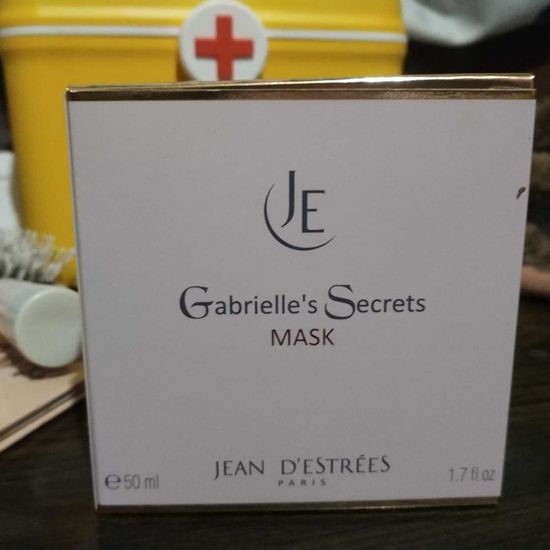 JE
Gabrielle's Secrets
MASK
JEAN D'ESTRÉES
PARIS
℮50 ml
1.7 fl oz